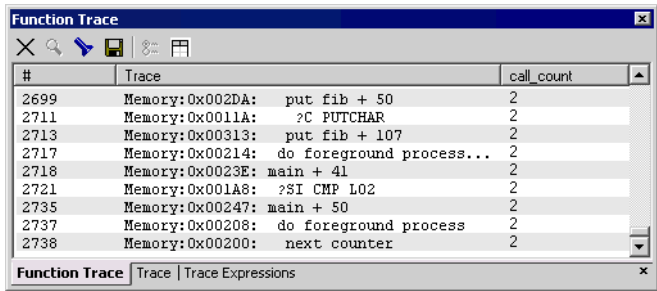 Function Trace
# Trace call_count
2699 Memory:0x002DA: put fib + 50 2
2711 Memory:0x0011A: ?C PUTCHAR 2
2713 Memory:0x00313: put fib + 107 2
2717 Memory:0x00214: do foreground process... 2
2718 Memory:0x0023E: main + 41 2
2721 Memory:0x001A8: ?SI CMP L02 2
2735 Memory:0x00247: main + 50 2
2737 Memory:0x00208: do foreground process 2
2738 Memory:0x00200: next counter 2
Function Trace Trace | Trace Expressions